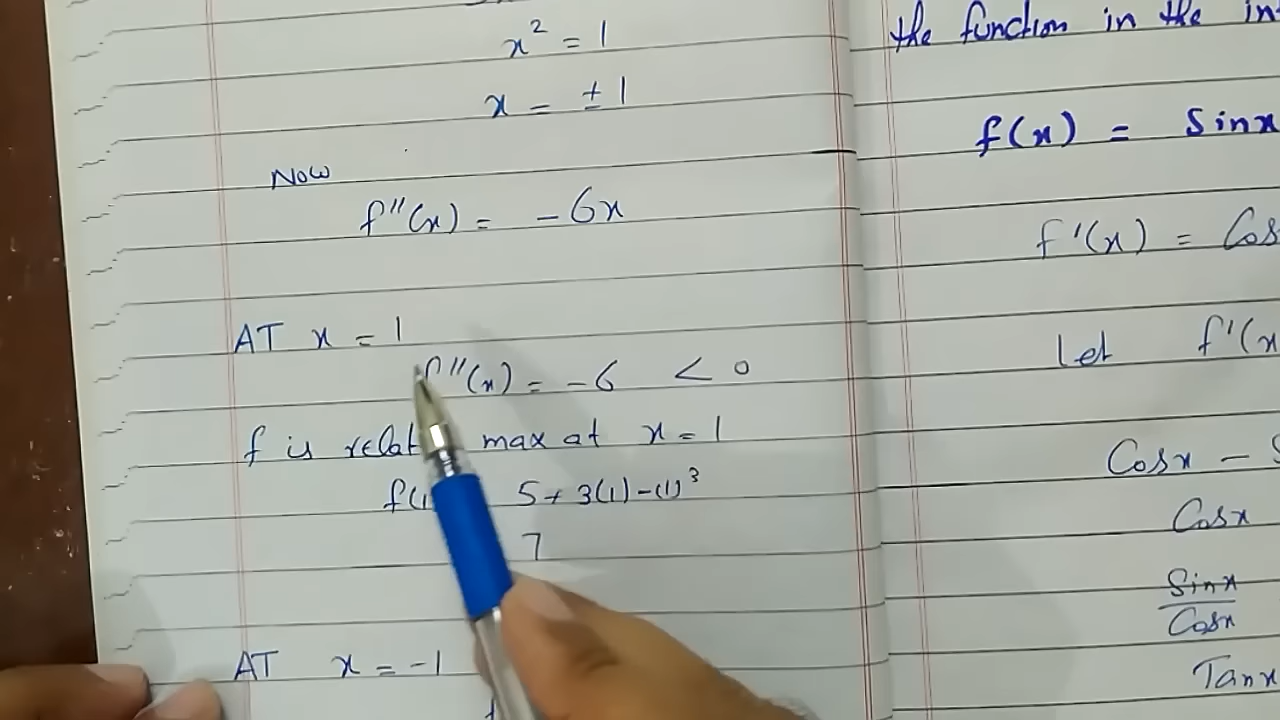 x² = 1
x = ±1
Now
f''(x) = -6x
AT x = 1
f''(x) = -6 < 0
f is max at x = 1
5+3(1)-(1)³
7
AT x = -1
the function in the
f(x) = Sinx
f'(x) = Cos
Let f'(x
Cosx -
Cosx
Sinx
Cosx
Tanx